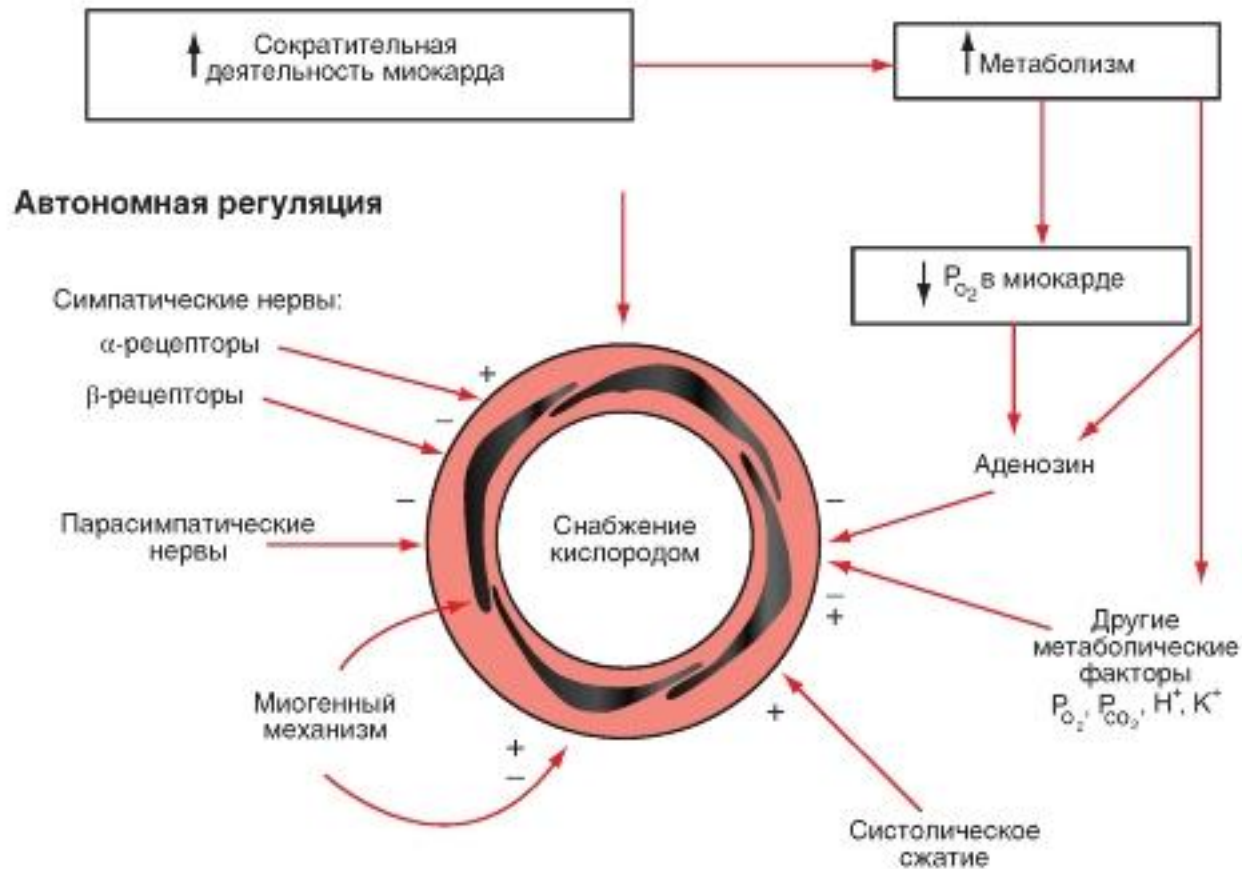 ↑ Сократительная
деятельность миокарда
↑ Метаболизм
Автономная регуляция
↓ Po₂ в миокарде
Симпатические нервы:
α-рецепторы
+
β-рецепторы
–
Аденозин
–
–
Парасимпатические
нервы
Снабжение
кислородом
–
+
Другие
метаболические
факторы
Po₂, Pco₂, H⁺, K⁺
Миогенный
механизм
+
+
–
Систолическое
сжатие